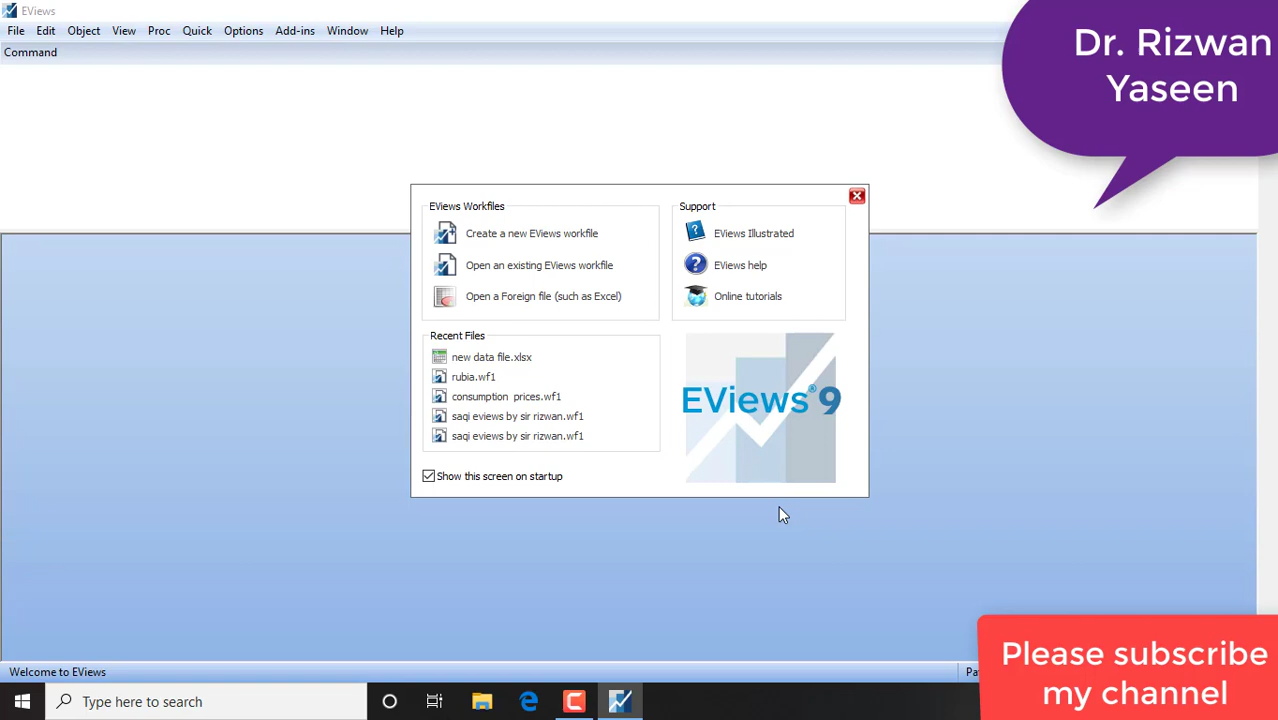 EViews
File Edit Object View Proc Quick Options Add-ins Window Help
Command
Dr. Rizwan
Yaseen
EViews Workfiles
Create a new EViews workfile
Open an existing EViews workfile
Open a Foreign file (such as Excel)
Support
EViews Illustrated
EViews help
Online tutorials
Recent Files
new data file.xlsx
rubia.wf1
consumption prices.wf1
saqi eviews by sir rizwan.wf1
saqi eviews by sir rizwan.wf1
EViews® 9
Show this screen on startup
Please subscribe
my channel
Welcome to EViews
Type here to search